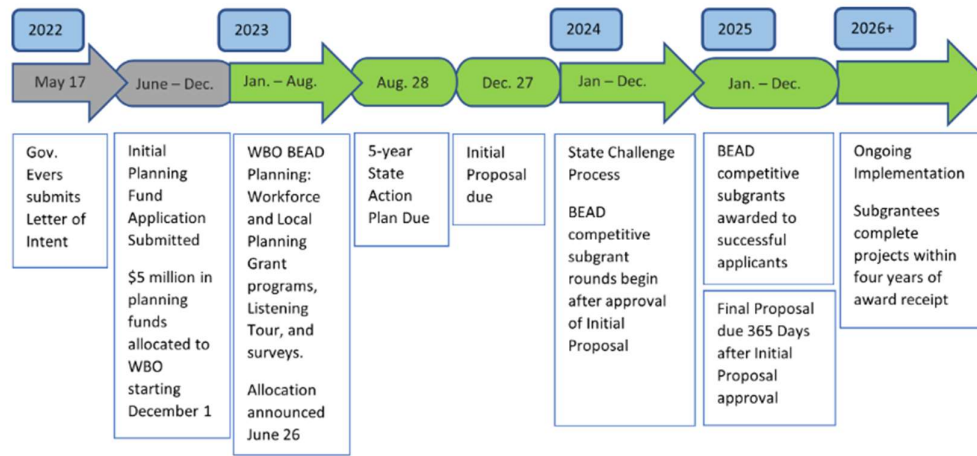 2022
2023
2024
2025
2026+
May 17
June – Dec.
Jan. – Aug.
Aug. 28
Dec. 27
Jan – Dec.
Jan. – Dec.
Gov.
Evers
submits
Letter of
Intent
Initial
Planning
Fund
Application
Submitted
$5 million in
planning
funds
allocated to
WBO
starting
December 1
WBO BEAD
Planning:
Workforce
and Local
Planning
Grant
programs,
Listening
Tour, and
surveys.
Allocation
announced
June 26
5-year
State
Action
Plan Due
Initial
Proposal
due
State Challenge
Process
BEAD
competitive
subgrant
rounds begin
after approval
of Initial
Proposal
BEAD
competitive
subgrants
awarded to
successful
applicants
Final Proposal
due 365 Days
after Initial
Proposal
approval
Ongoing
Implementation
Subgrantees
complete
projects within
four years of
award receipt